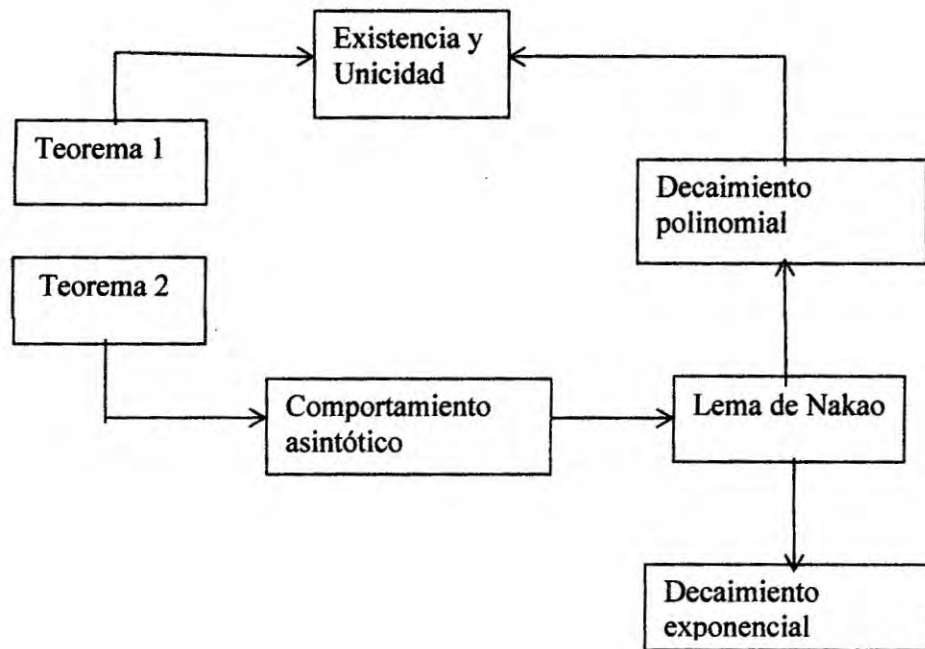 Existencia y
Unicidad
Teorema 1
Decaimiento
polinomial
Teorema 2
Comportamiento
asintótico
Lema de Nakao
Decaimiento
exponencial